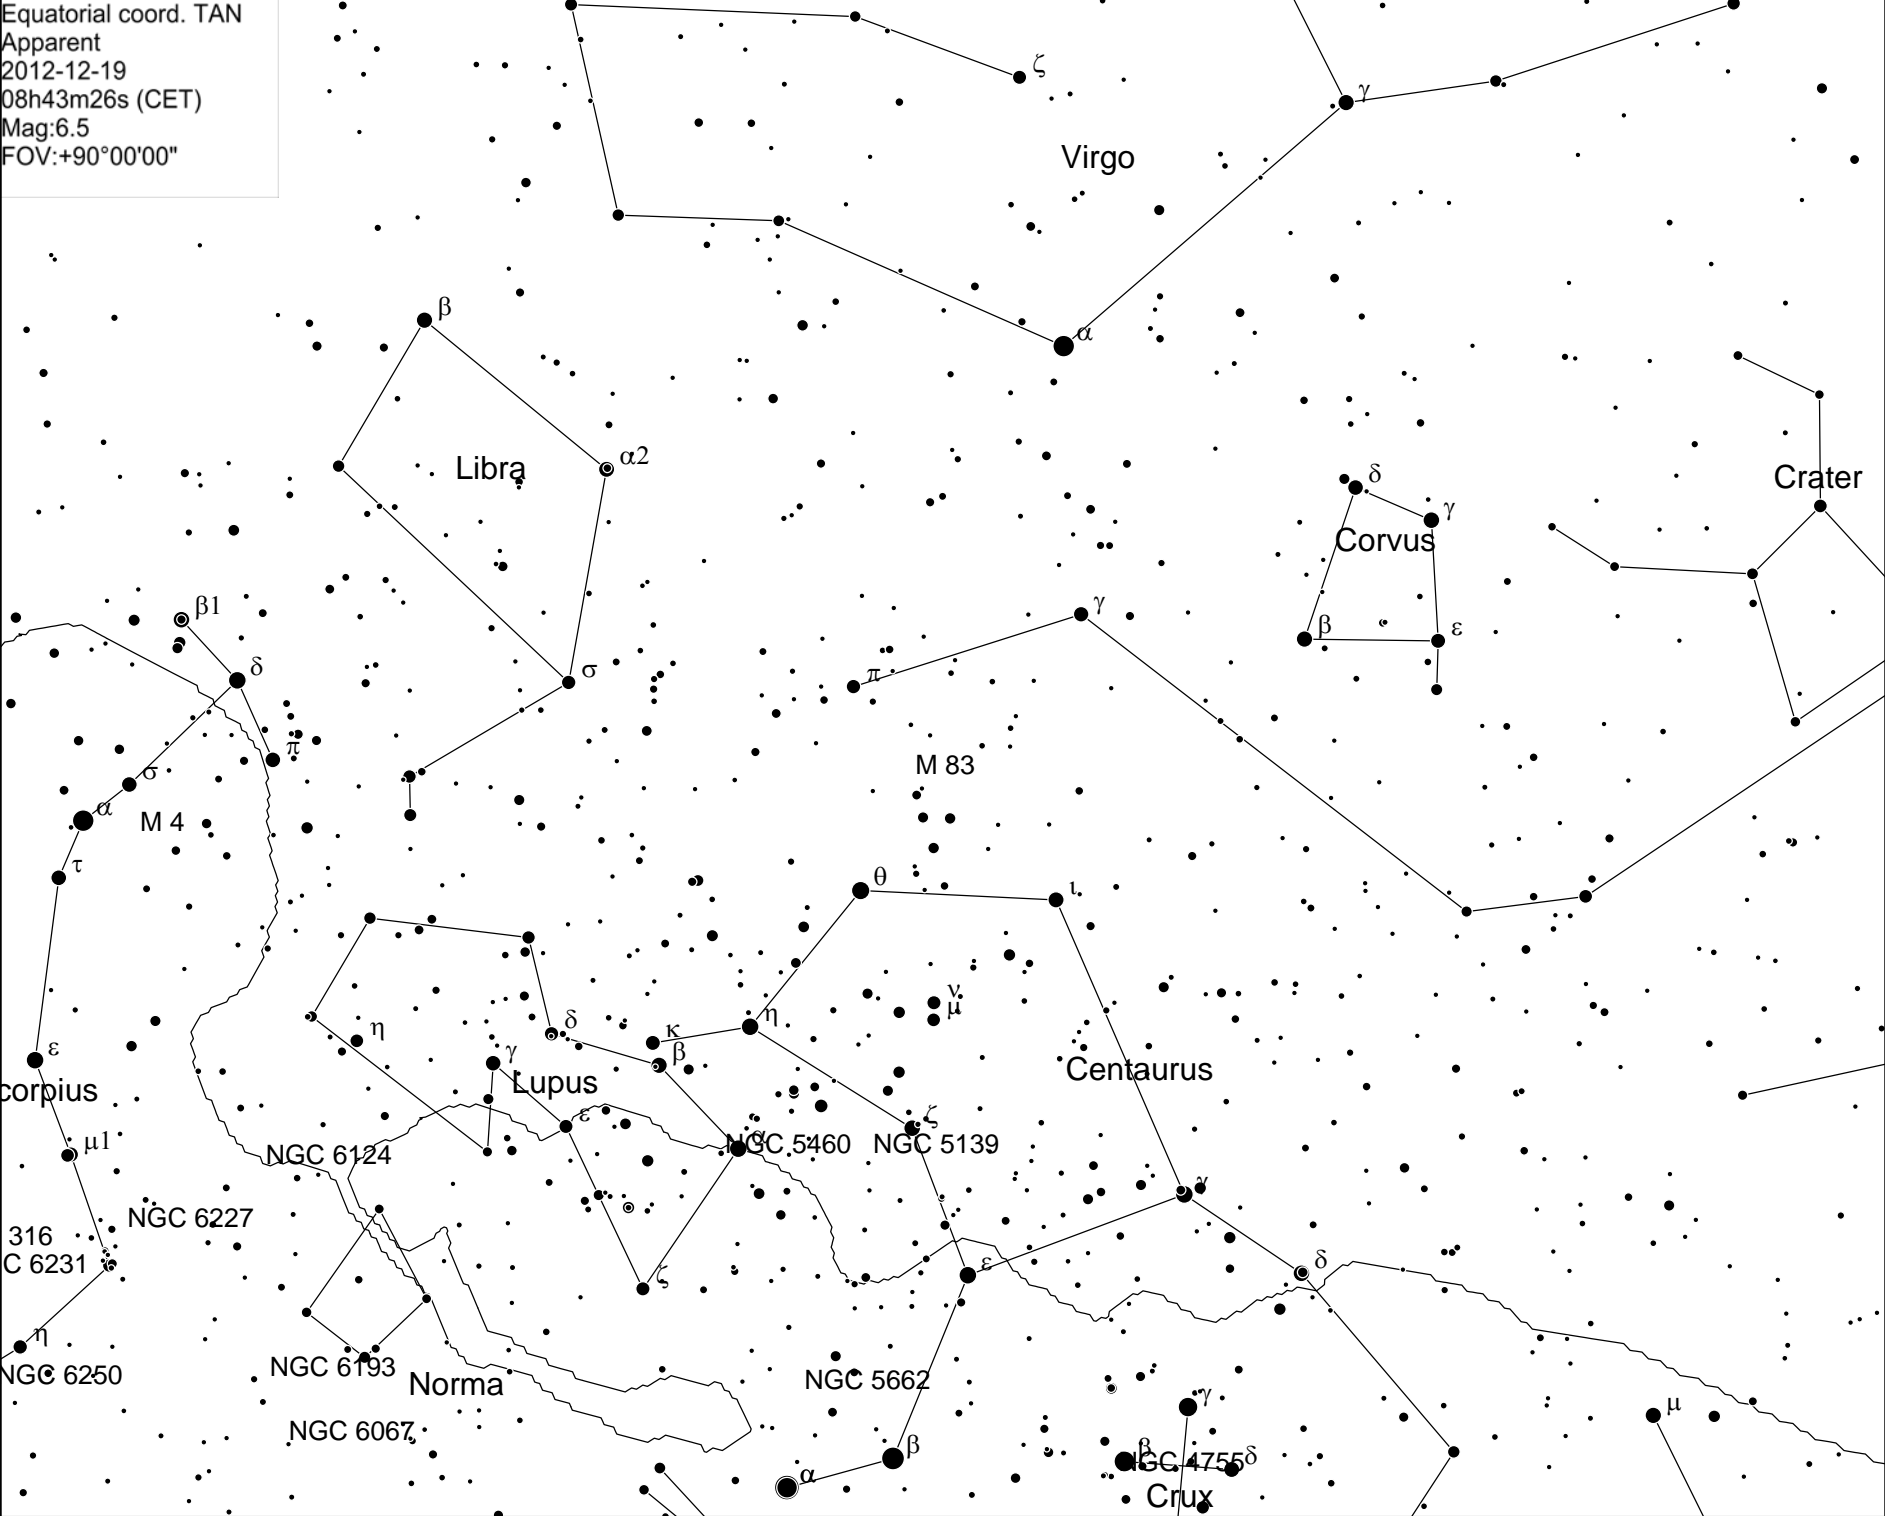 Equatorial coord. TAN
Apparent
2012-12-19
08h43m26s (CET)
Mag:6.5
FOV:+90°00'00"
ζ
γ
Virgo
β
α
α2
Libra
δ
Crater
γ
Corvus
β1
γ
β
ε
δ
σ
π
π
M 83
σ
α
M 4
τ
θ
ι
ν
μ
δ
κ
η
η
ε
γ
β
Lupus
Centaurus
corpius
ε
ζ
μ1
α
NGC 5460
NGC 5139
NGC 6124
γ
NGC 6227
316
C 6231
ε
δ
ζ
η
NGC 6193
NGC 6250
Norma
NGC 5662
γ
μ
NGC 6067
β
β
NGC 4755
δ
α
Crux